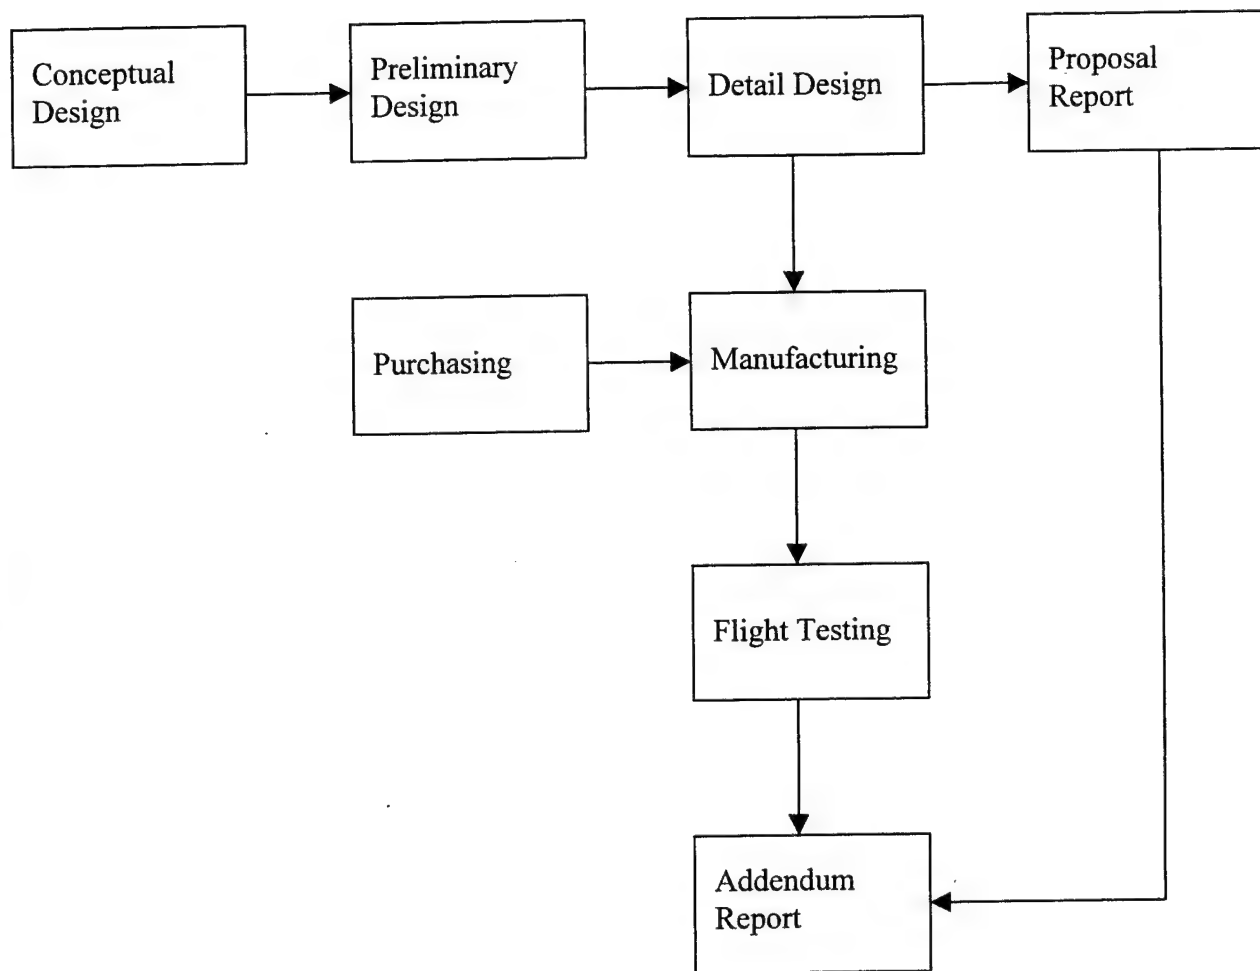 Conceptual
Design
Preliminary
Design
Detail Design
Proposal
Report
Purchasing
Manufacturing
Flight Testing
Addendum
Report